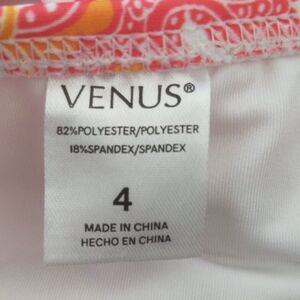 VENUS®
82%POLYESTER/POLYESTER
18%SPANDEX/SPANDEX
4
MADE IN CHINA
HECHO EN CHINA